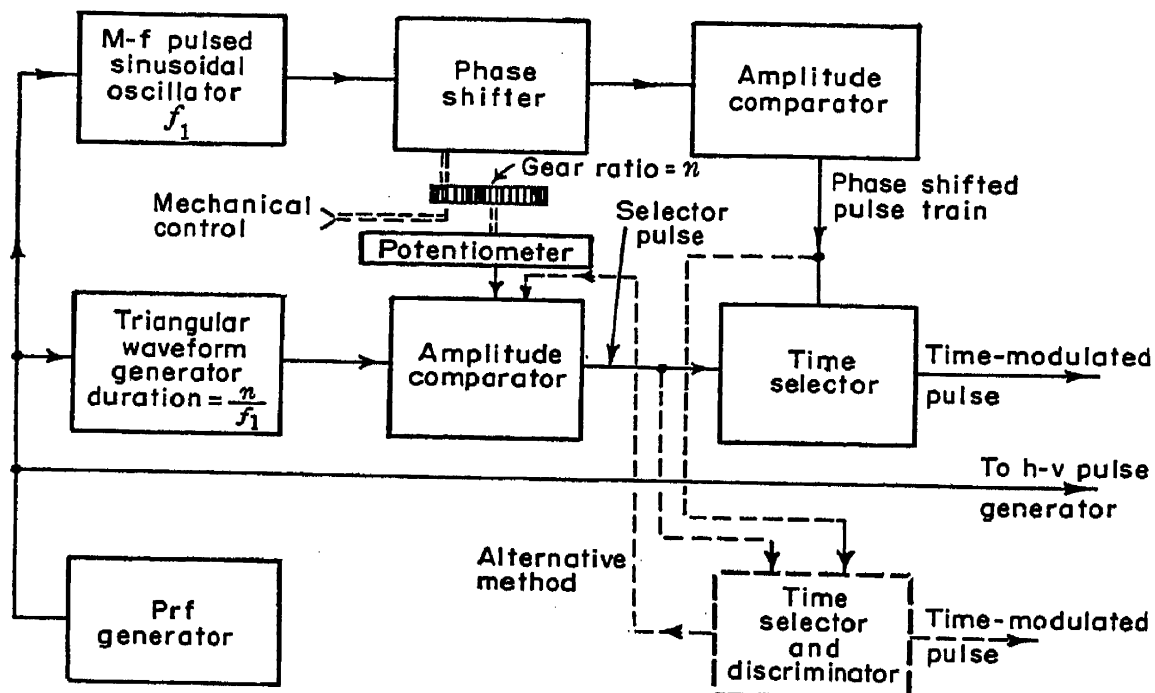 M-f pulsed
sinusoidal
oscillator
f1
Phase
shifter
Amplitude
comparator
Gear ratio = n
Mechanical
control
Phase shifted
pulse train
Selector
pulse
Potentiometer
Triangular
waveform
generator
duration = n/f1
Amplitude
comparator
Time
selector
Time-modulated
pulse
To h-v pulse
generator
Alternative
method
Prf
generator
Time
selector
and
discriminator
Time-modulated
pulse